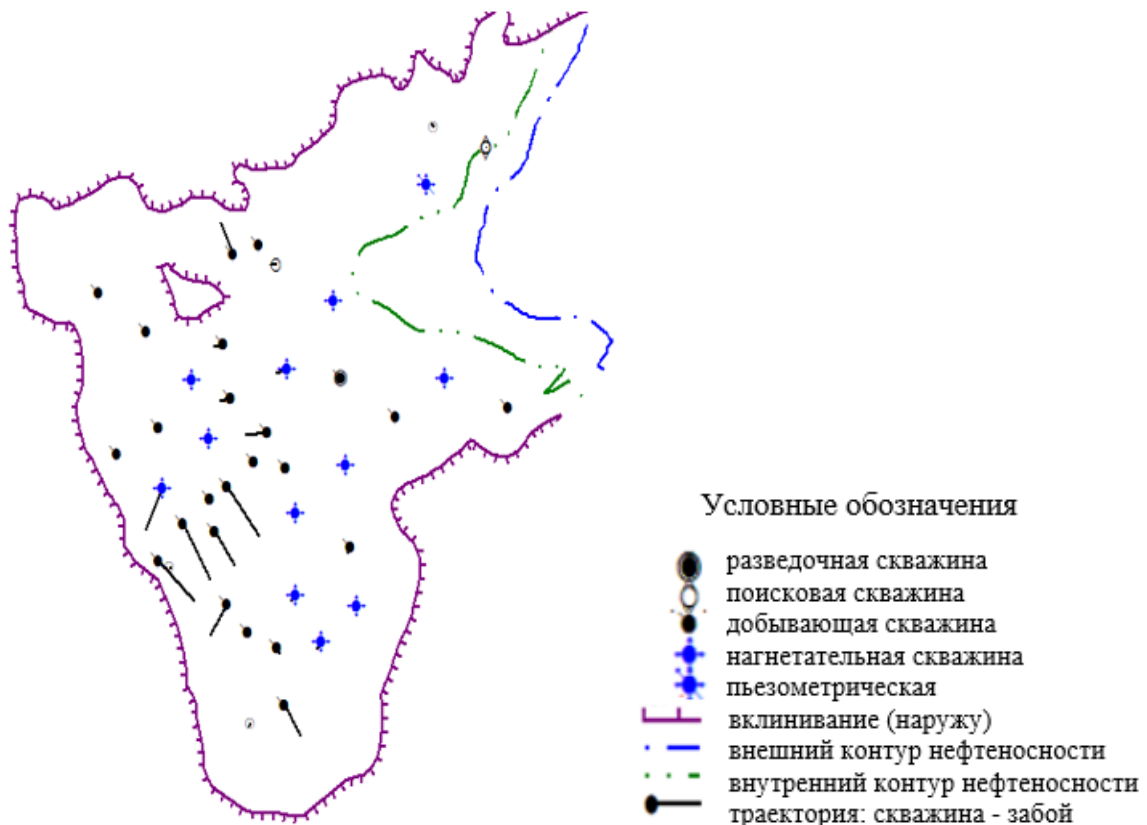 Условные обозначения
разведочная скважина
поисковая скважина
добывающая скважина
нагнетательная скважина
пьезометрическая
вклинивание (наружу)
внешний контур нефтеносности
внутренний контур нефтеносности
траектория: скважина - забой